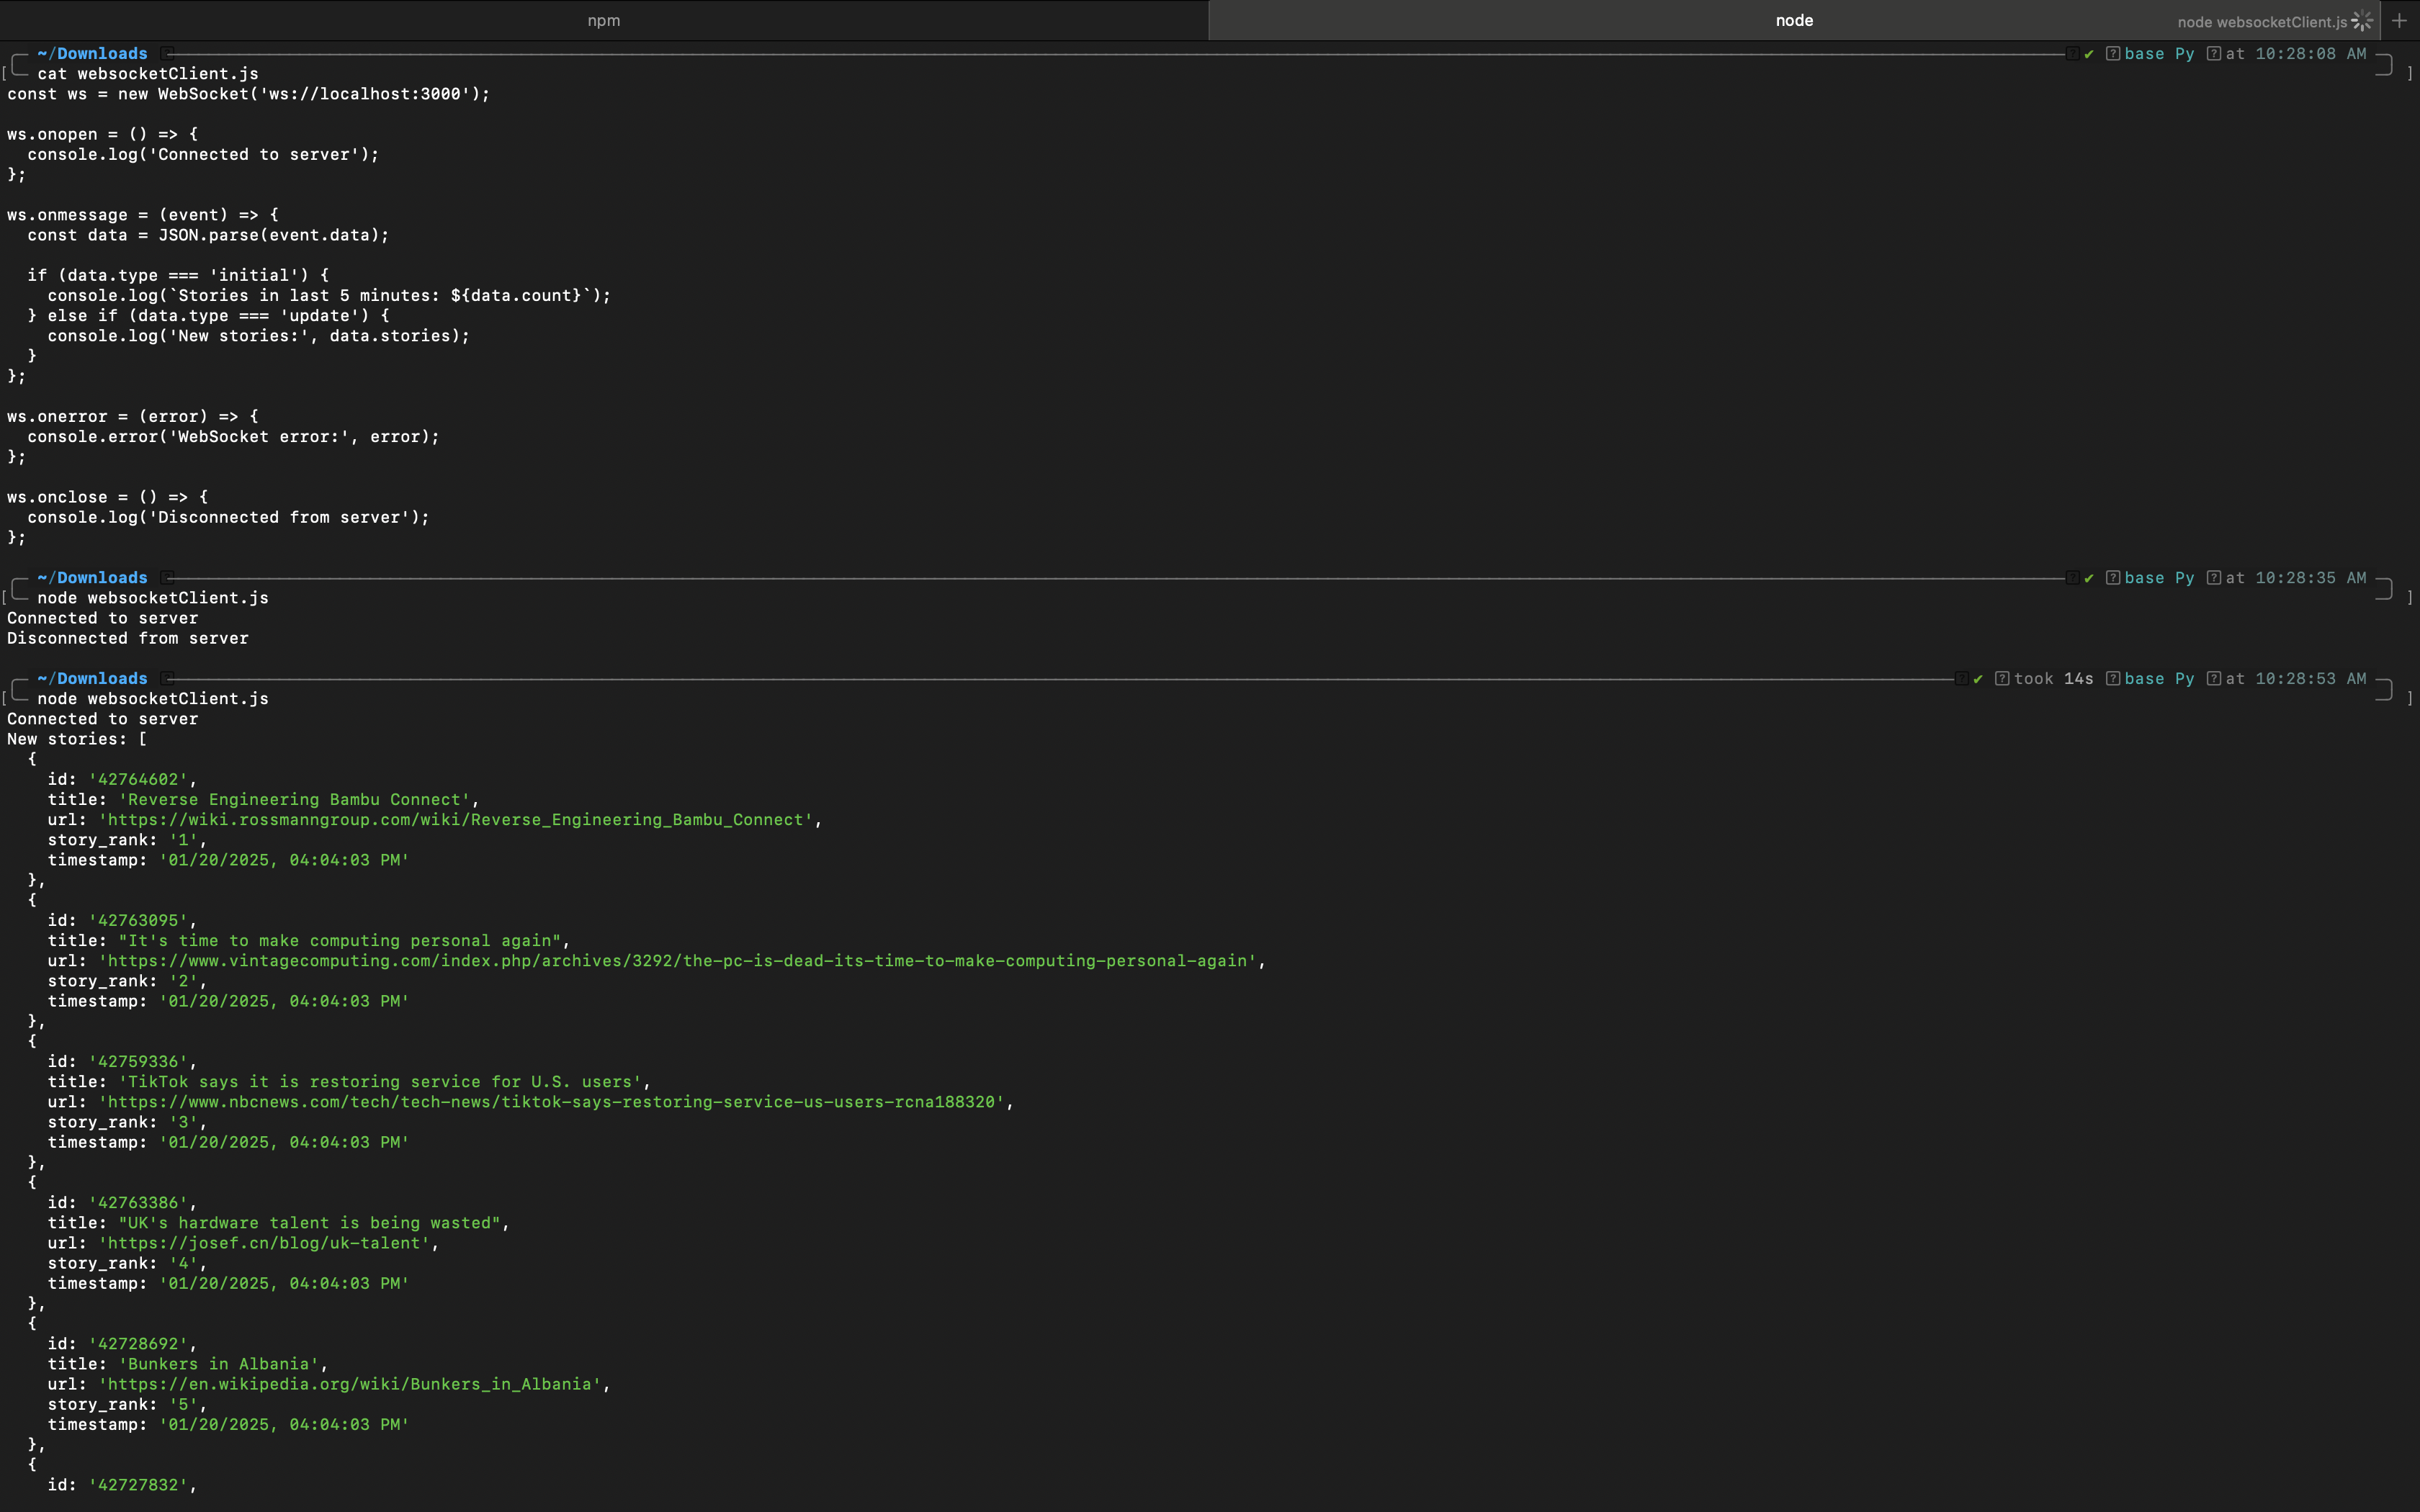 npm
node
node websocketClient.js
~/Downloads ✔ base Py at 10:28:08 AM
cat websocketClient.js
const ws = new WebSocket('ws://localhost:3000');
ws.onopen = () => {
  console.log('Connected to server');
};
ws.onmessage = (event) => {
  const data = JSON.parse(event.data);
  if (data.type === 'initial') {
    console.log(`Stories in last 5 minutes: ${data.count}`);
  } else if (data.type === 'update') {
    console.log('New stories:', data.stories);
  }
};
ws.onerror = (error) => {
  console.error('WebSocket error:', error);
};
ws.onclose = () => {
  console.log('Disconnected from server');
};
~/Downloads ✔ base Py at 10:28:35 AM
node websocketClient.js
Connected to server
Disconnected from server
~/Downloads ✔ took 14s base Py at 10:28:53 AM
node websocketClient.js
Connected to server
New stories: [
  {
    id: '42764602',
    title: 'Reverse Engineering Bambu Connect',
    url: 'https://wiki.rossmanngroup.com/wiki/Reverse_Engineering_Bambu_Connect',
    story_rank: '1',
    timestamp: '01/20/2025, 04:04:03 PM'
  },
  {
    id: '42763095',
    title: "It's time to make computing personal again",
    url: 'https://www.vintagecomputing.com/index.php/archives/3292/the-pc-is-dead-its-time-to-make-computing-personal-again',
    story_rank: '2',
    timestamp: '01/20/2025, 04:04:03 PM'
  },
  {
    id: '42759336',
    title: 'TikTok says it is restoring service for U.S. users',
    url: 'https://www.nbcnews.com/tech/tech-news/tiktok-says-restoring-service-us-users-rcna188320',
    story_rank: '3',
    timestamp: '01/20/2025, 04:04:03 PM'
  },
  {
    id: '42763386',
    title: "UK's hardware talent is being wasted",
    url: 'https://josef.cn/blog/uk-talent',
    story_rank: '4',
    timestamp: '01/20/2025, 04:04:03 PM'
  },
  {
    id: '42728692',
    title: 'Bunkers in Albania',
    url: 'https://en.wikipedia.org/wiki/Bunkers_in_Albania',
    story_rank: '5',
    timestamp: '01/20/2025, 04:04:03 PM'
  },
  {
    id: '42727832',